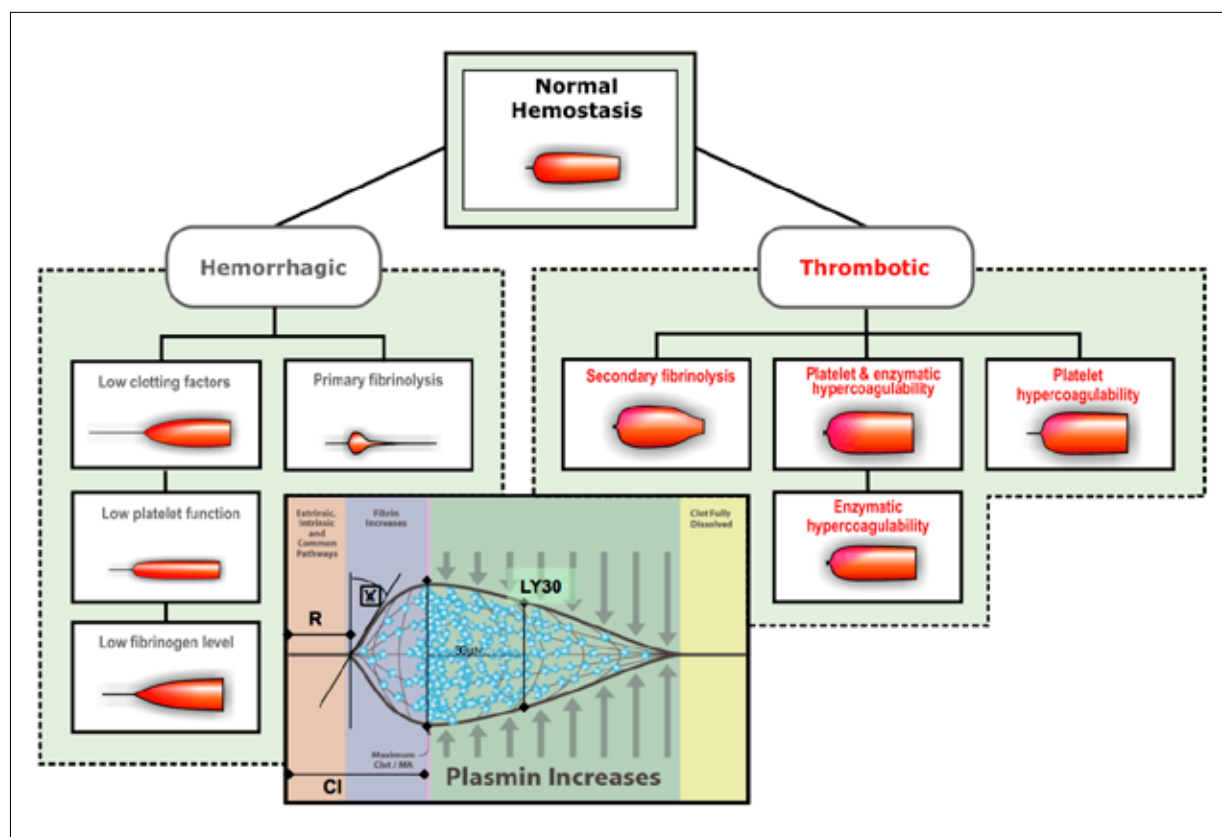 Normal
Hemostasis
Hemorrhagic
Thrombotic
Low clotting factors
Primary fibrinolysis
Low platelet function
Low fibrinogen level
Secondary fibrinolysis
Platelet & enzymatic
hypercoagulability
Platelet
hypercoagulability
Enzymatic
hypercoagulability
Extrinsic,
Intrinsic
and
Common
Pathways
Fibrin
Increases
Clot Fully
Dissolved
LY30
R
Maximum
Clot / MA
CI
Plasmin Increases